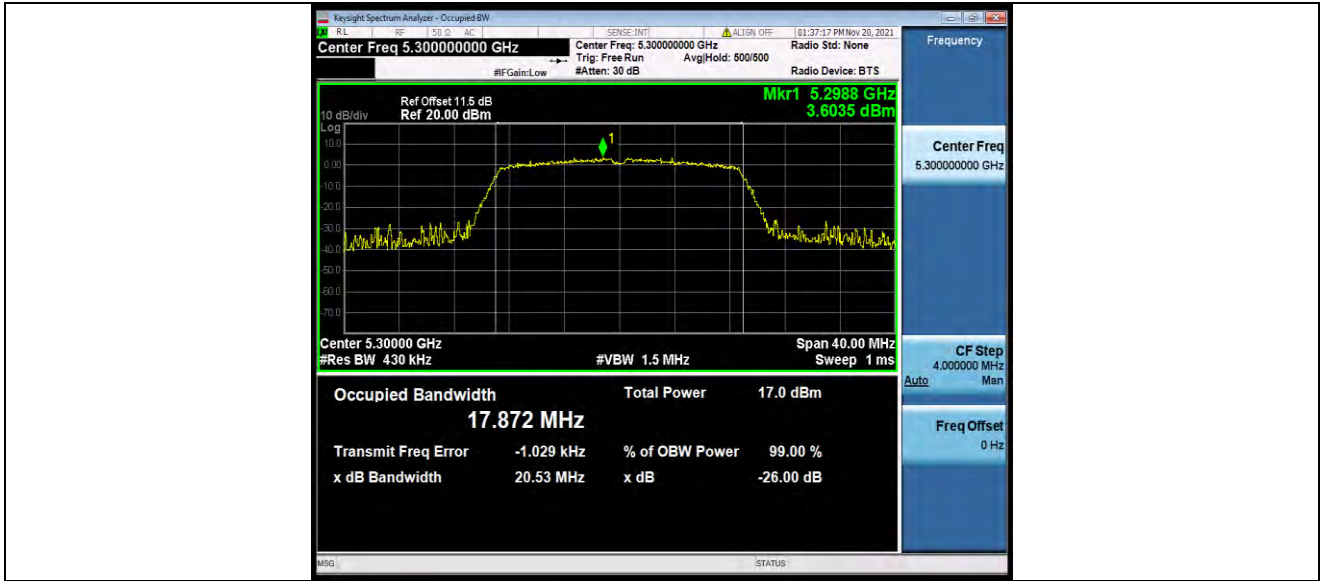 Keysight Spectrum Analyzer - Occupied BW
RL RF 50 Ω AC SENSE:INT ALIGN OFF 01:37:17 PM Nov 20, 2021
Center Freq 5.300000000 GHz
Center Freq: 5.300000000 GHz Radio Std: None
Trig: Free Run Avg|Hold: 500/500
#IFGain:Low #Atten: 30 dB Radio Device: BTS
Frequency
Ref Offset 11.5 dB Mkr1 5.2988 GHz
10 dB/div Ref 20.00 dBm 3.6035 dBm
Log
10.0
0.00
-10.0
-20.0
-30.0
-40.0
-50.0
-60.0
-70.0
1
Center 5.30000 GHz Span 40.00 MHz
#Res BW 430 kHz #VBW 1.5 MHz Sweep 1 ms
Center Freq
5.300000000 GHz
CF Step
4.000000 MHz
Auto Man
Freq Offset
0 Hz
Occupied Bandwidth Total Power 17.0 dBm
17.872 MHz
Transmit Freq Error -1.029 kHz % of OBW Power 99.00 %
x dB Bandwidth 20.53 MHz x dB -26.00 dB
MSG STATUS